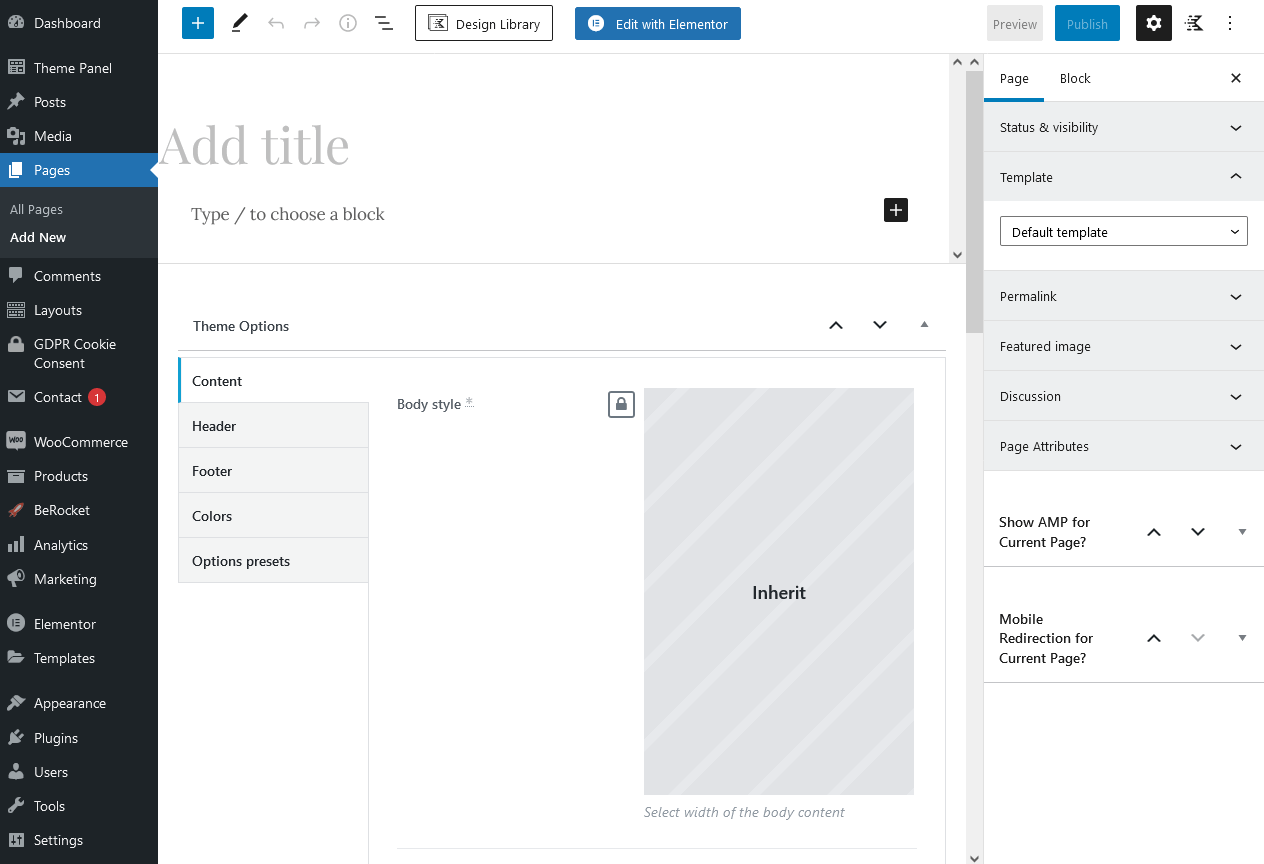 Dashboard
Theme Panel
Posts
Media
Pages
All Pages
Add New
Comments
Layouts
GDPR Cookie
Consent
Contact 1
WOO WooCommerce
Products
BeRocket
Analytics
Marketing
Elementor
Templates
Appearance
Plugins
Users
Tools
Settings
Design Library
Edit with Elementor
Preview
Publish
Add title
Type / to choose a block
Theme Options
Content
Header
Footer
Colors
Options presets
Body style *
Inherit
Select width of the body content
Page
Block
Status & visibility
Template
Default template
Permalink
Featured image
Discussion
Page Attributes
Show AMP for
Current Page?
Mobile
Redirection for
Current Page?